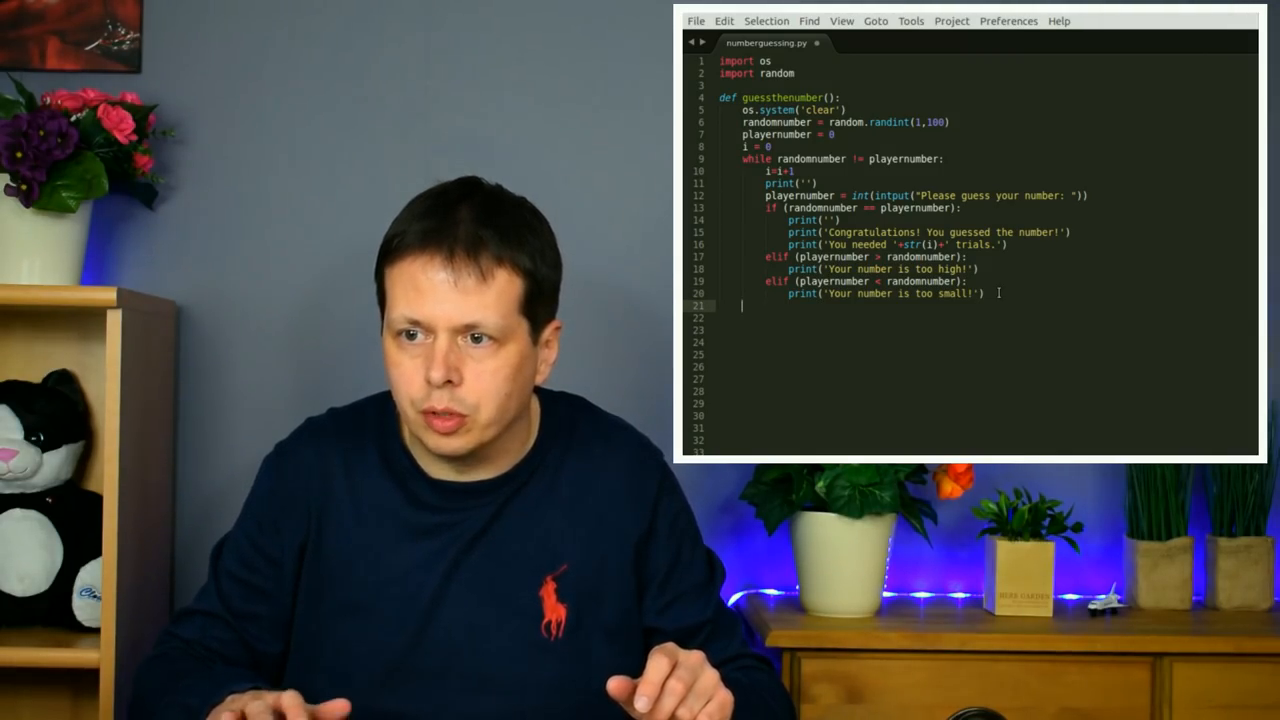 File Edit Selection Find View Goto Tools Project Preferences Help
numberguessing.py
1 import os
2 import random
3
4 def guessthenumber():
5 os.system('clear')
6 randomnumber = random.randint(1,100)
7 playernumber = 0
8 i = 0
9 while randomnumber != playernumber:
10 i=i+1
11 print('')
12 playernumber = int(intput("Please guess your number: "))
13 if (randomnumber == playernumber):
14 print('')
15 print('Congratulations! You guessed the number!')
16 print('You needed '+str(i)+' trials.')
17 elif (playernumber > randomnumber):
18 print('Your number is too high!')
19 elif (playernumber < randomnumber):
20 print('Your number is too small!')
21
22
23
24
25
26
27
28
29
30
31
32
33
HERB GARDEN